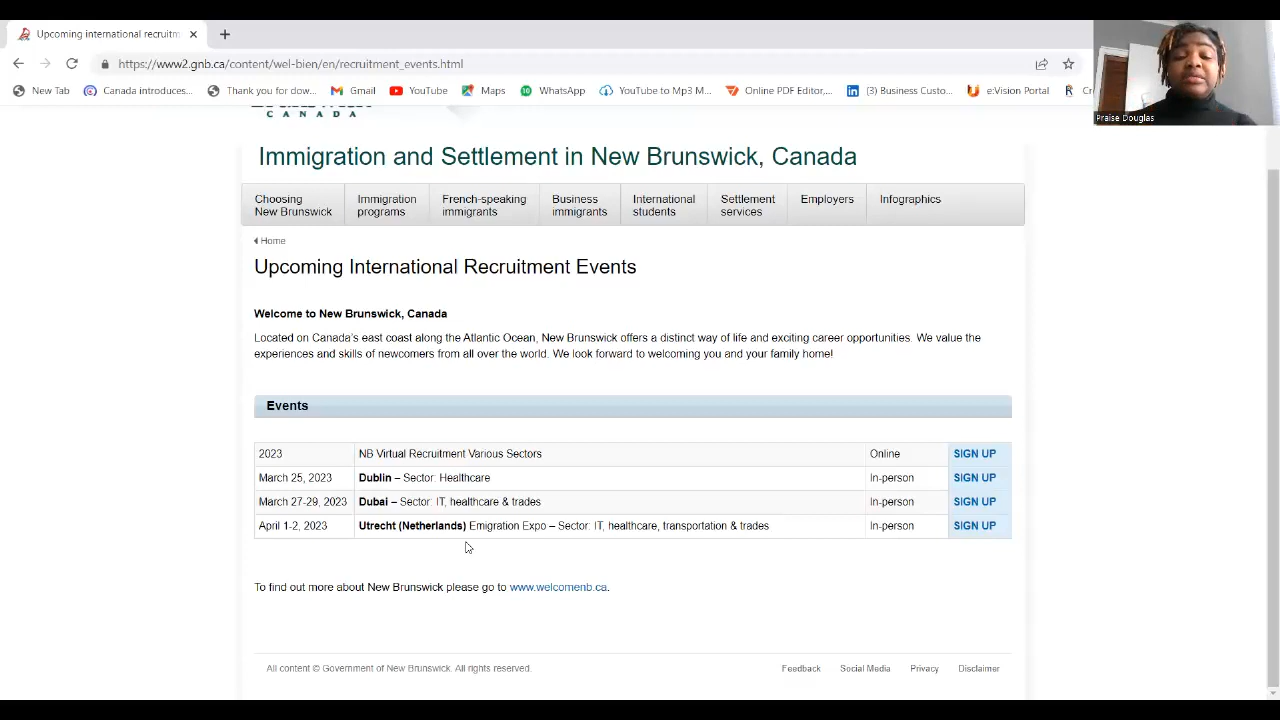 Upcoming international recruitm
https://www2.gnb.ca/content/wel-bien/en/recruitment_events.html
New Tab
Canada introduces...
Thank you for dow...
Gmail
YouTube
Maps
10
WhatsApp
YouTube to Mp3 M...
Online PDF Editor,...
(3) Business Custo...
e:Vision Portal
Praise Douglas
CANADA
Immigration and Settlement in New Brunswick, Canada
Choosing
New Brunswick
Immigration
programs
French-speaking
immigrants
Business
immigrants
International
students
Settlement
services
Employers
Infographics
Home
Upcoming International Recruitment Events
Welcome to New Brunswick, Canada
Located on Canada's east coast along the Atlantic Ocean, New Brunswick offers a distinct way of life and exciting career opportunities. We value the
experiences and skills of newcomers from all over the world. We look forward to welcoming you and your family home!
Events
2023 NB Virtual Recruitment Various Sectors Online SIGN UP
March 25, 2023 Dublin – Sector: Healthcare In-person SIGN UP
March 27-29, 2023 Dubai – Sector: IT, healthcare & trades In-person SIGN UP
April 1-2, 2023 Utrecht (Netherlands) Emigration Expo – Sector: IT, healthcare, transportation & trades In-person SIGN UP
To find out more about New Brunswick please go to www.welcomenb.ca.
All content © Government of New Brunswick. All rights reserved.
Feedback Social Media Privacy Disclaimer